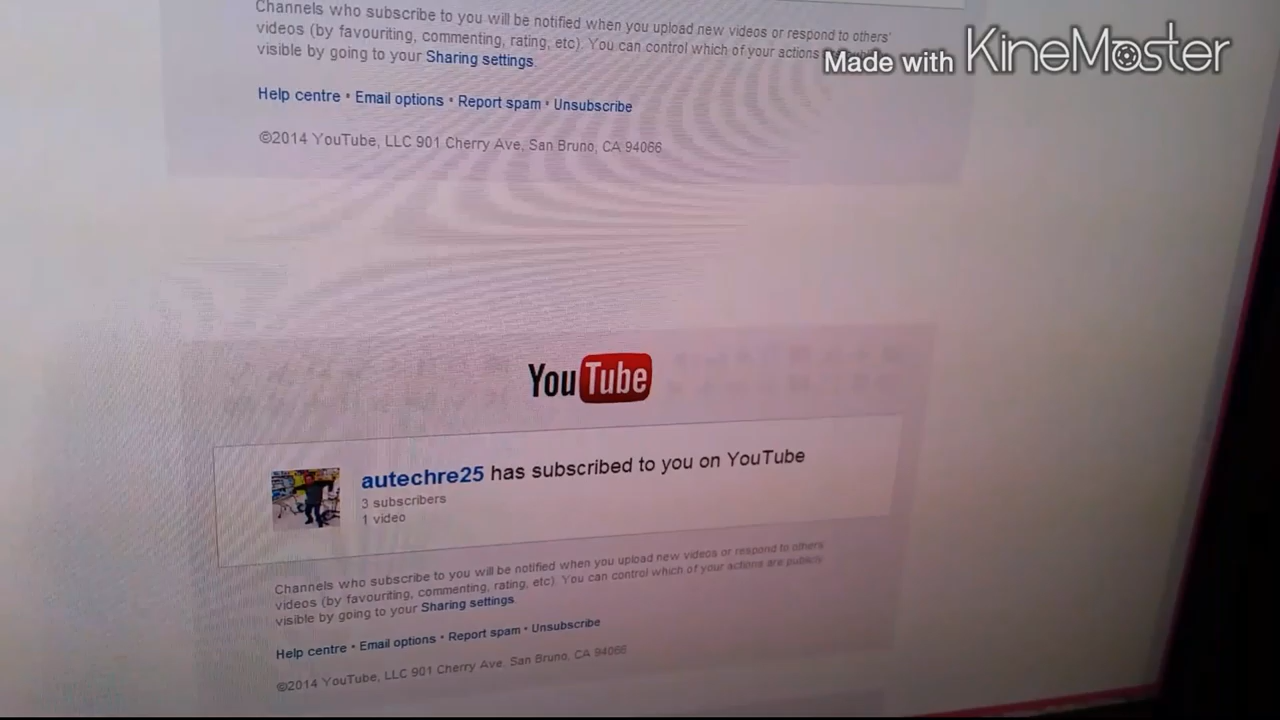 Channels who subscribe to you will be notified when you upload new videos or respond to others'
videos (by favouriting, commenting, rating, etc). You can control which of your actions
visible by going to your Sharing settings.
Made with KineMaster
Help centre • Email options • Report spam • Unsubscribe
©2014 YouTube, LLC 901 Cherry Ave, San Bruno, CA 94066
YouTube
autechre25 has subscribed to you on YouTube
3 subscribers
1 video
Channels who subscribe to you will be notified when you upload new videos or respond to others'
videos (by favouriting, commenting, rating, etc). You can control which of your actions are publicly
visible by going to your Sharing settings.
Help centre • Email options • Report spam • Unsubscribe
©2014 YouTube, LLC 901 Cherry Ave, San Bruno, CA 94066